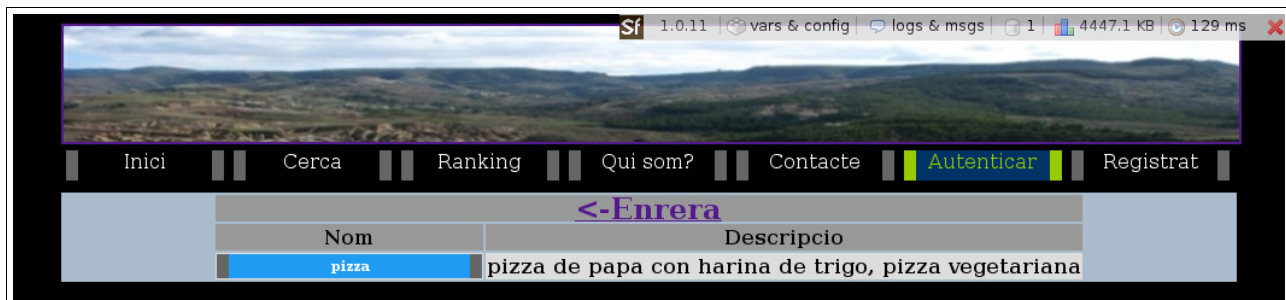 Sf 1.0.11 vars & config logs & msgs 1 4447.1 KB 129 ms
Inici Cerca Ranking Qui som? Contacte Autenticar Registrat
<-Enrera
Nom Descripcio
pizza pizza de papa con harina de trigo, pizza vegetariana